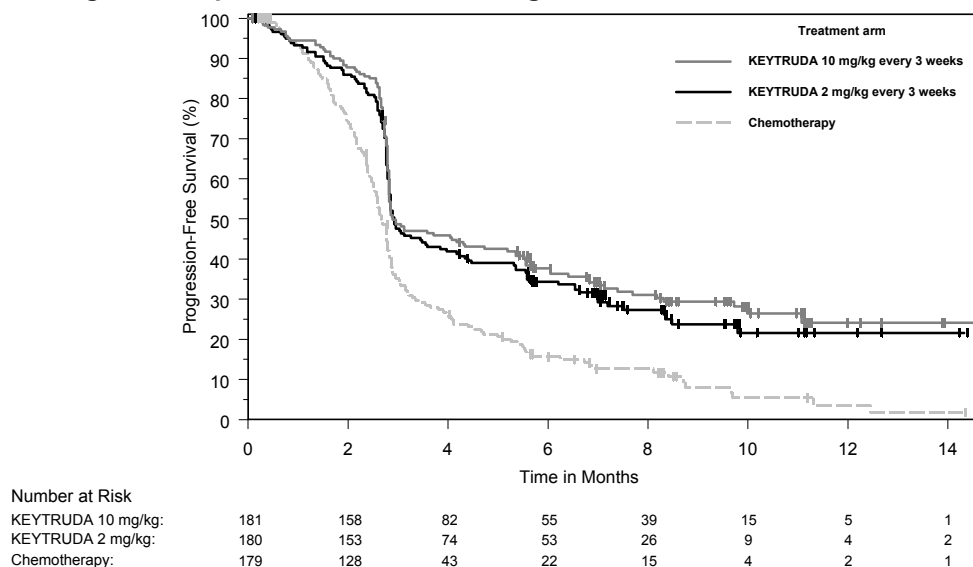 100
90
80
70
60
50
40
30
20
10
0
Progression-Free Survival (%)
Treatment arm
KEYTRUDA 10 mg/kg every 3 weeks
KEYTRUDA 2 mg/kg every 3 weeks
Chemotherapy
0 2 4 6 8 10 12 14
Time in Months
Number at Risk
KEYTRUDA 10 mg/kg: 181 158 82 55 39 15 5 1
KEYTRUDA 2 mg/kg: 180 153 74 53 26 9 4 2
Chemotherapy: 179 128 43 22 15 4 2 1